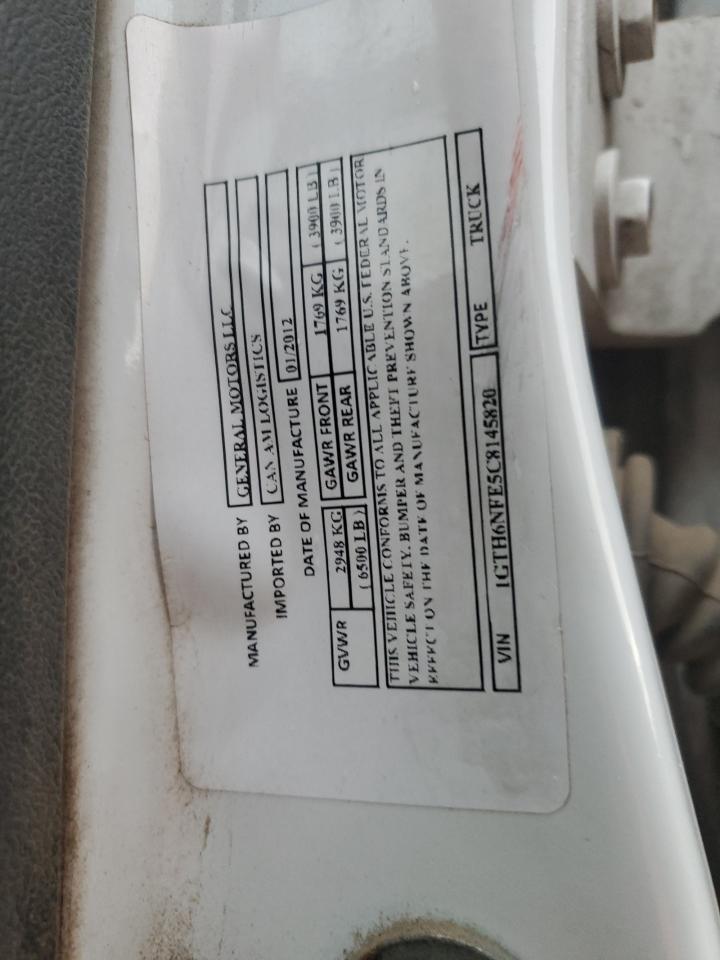 MANUFACTURED BY GENERAL MOTORS LLC
IMPORTED BY CAN AM LOGISTICS
DATE OF MANUFACTURE 01/2012
GVWR 2948 KG GAWR FRONT 1769 KG ( 3900 LB )
( 6500 LB ) GAWR REAR 1769 KG ( 3900 LB )
THIS VEHICLE CONFORMS TO ALL APPLICABLE U.S. FEDERAL MOTOR
VEHICLE SAFETY, BUMPER AND THEFT PREVENTION STANDARDS IN
EFFECT ON THE DATE OF MANUFACTURE SHOWN ABOVE.
VIN 1GTH6NFE5C8145820 TYPE TRUCK